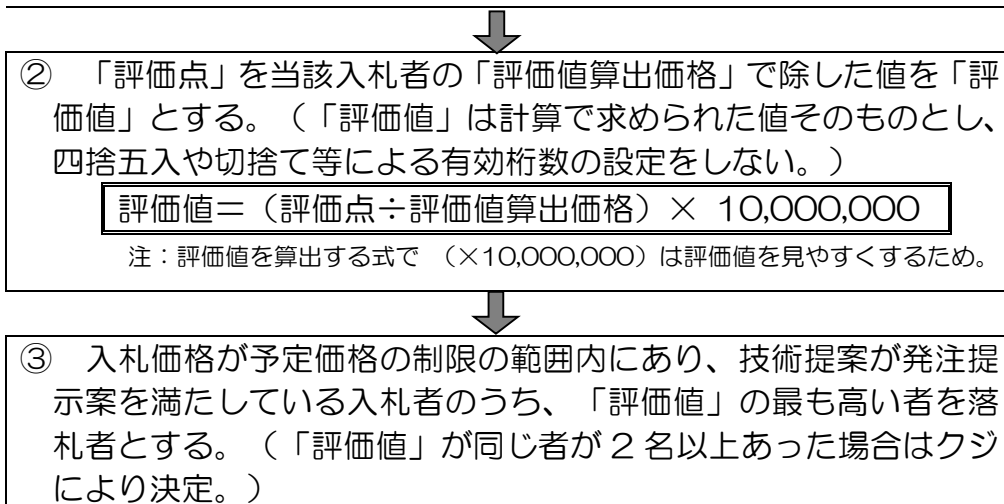 ② 「評価点」を当該入札者の「評価値算出価格」で除した値を「評
価値」とする。（「評価値」は計算で求められた値そのものとし、
四捨五入や切捨て等による有効桁数の設定をしない。）
評価値＝（評価点÷評価値算出価格）× 10,000,000
注：評価値を算出する式で （×10,000,000）は評価値を見やすくするため。
③ 入札価格が予定価格の制限の範囲内にあり、技術提案が発注提
示案を満たしている入札者のうち、「評価値」の最も高い者を落
札者とする。（「評価値」が同じ者が２名以上あった場合はクジ
により決定。）